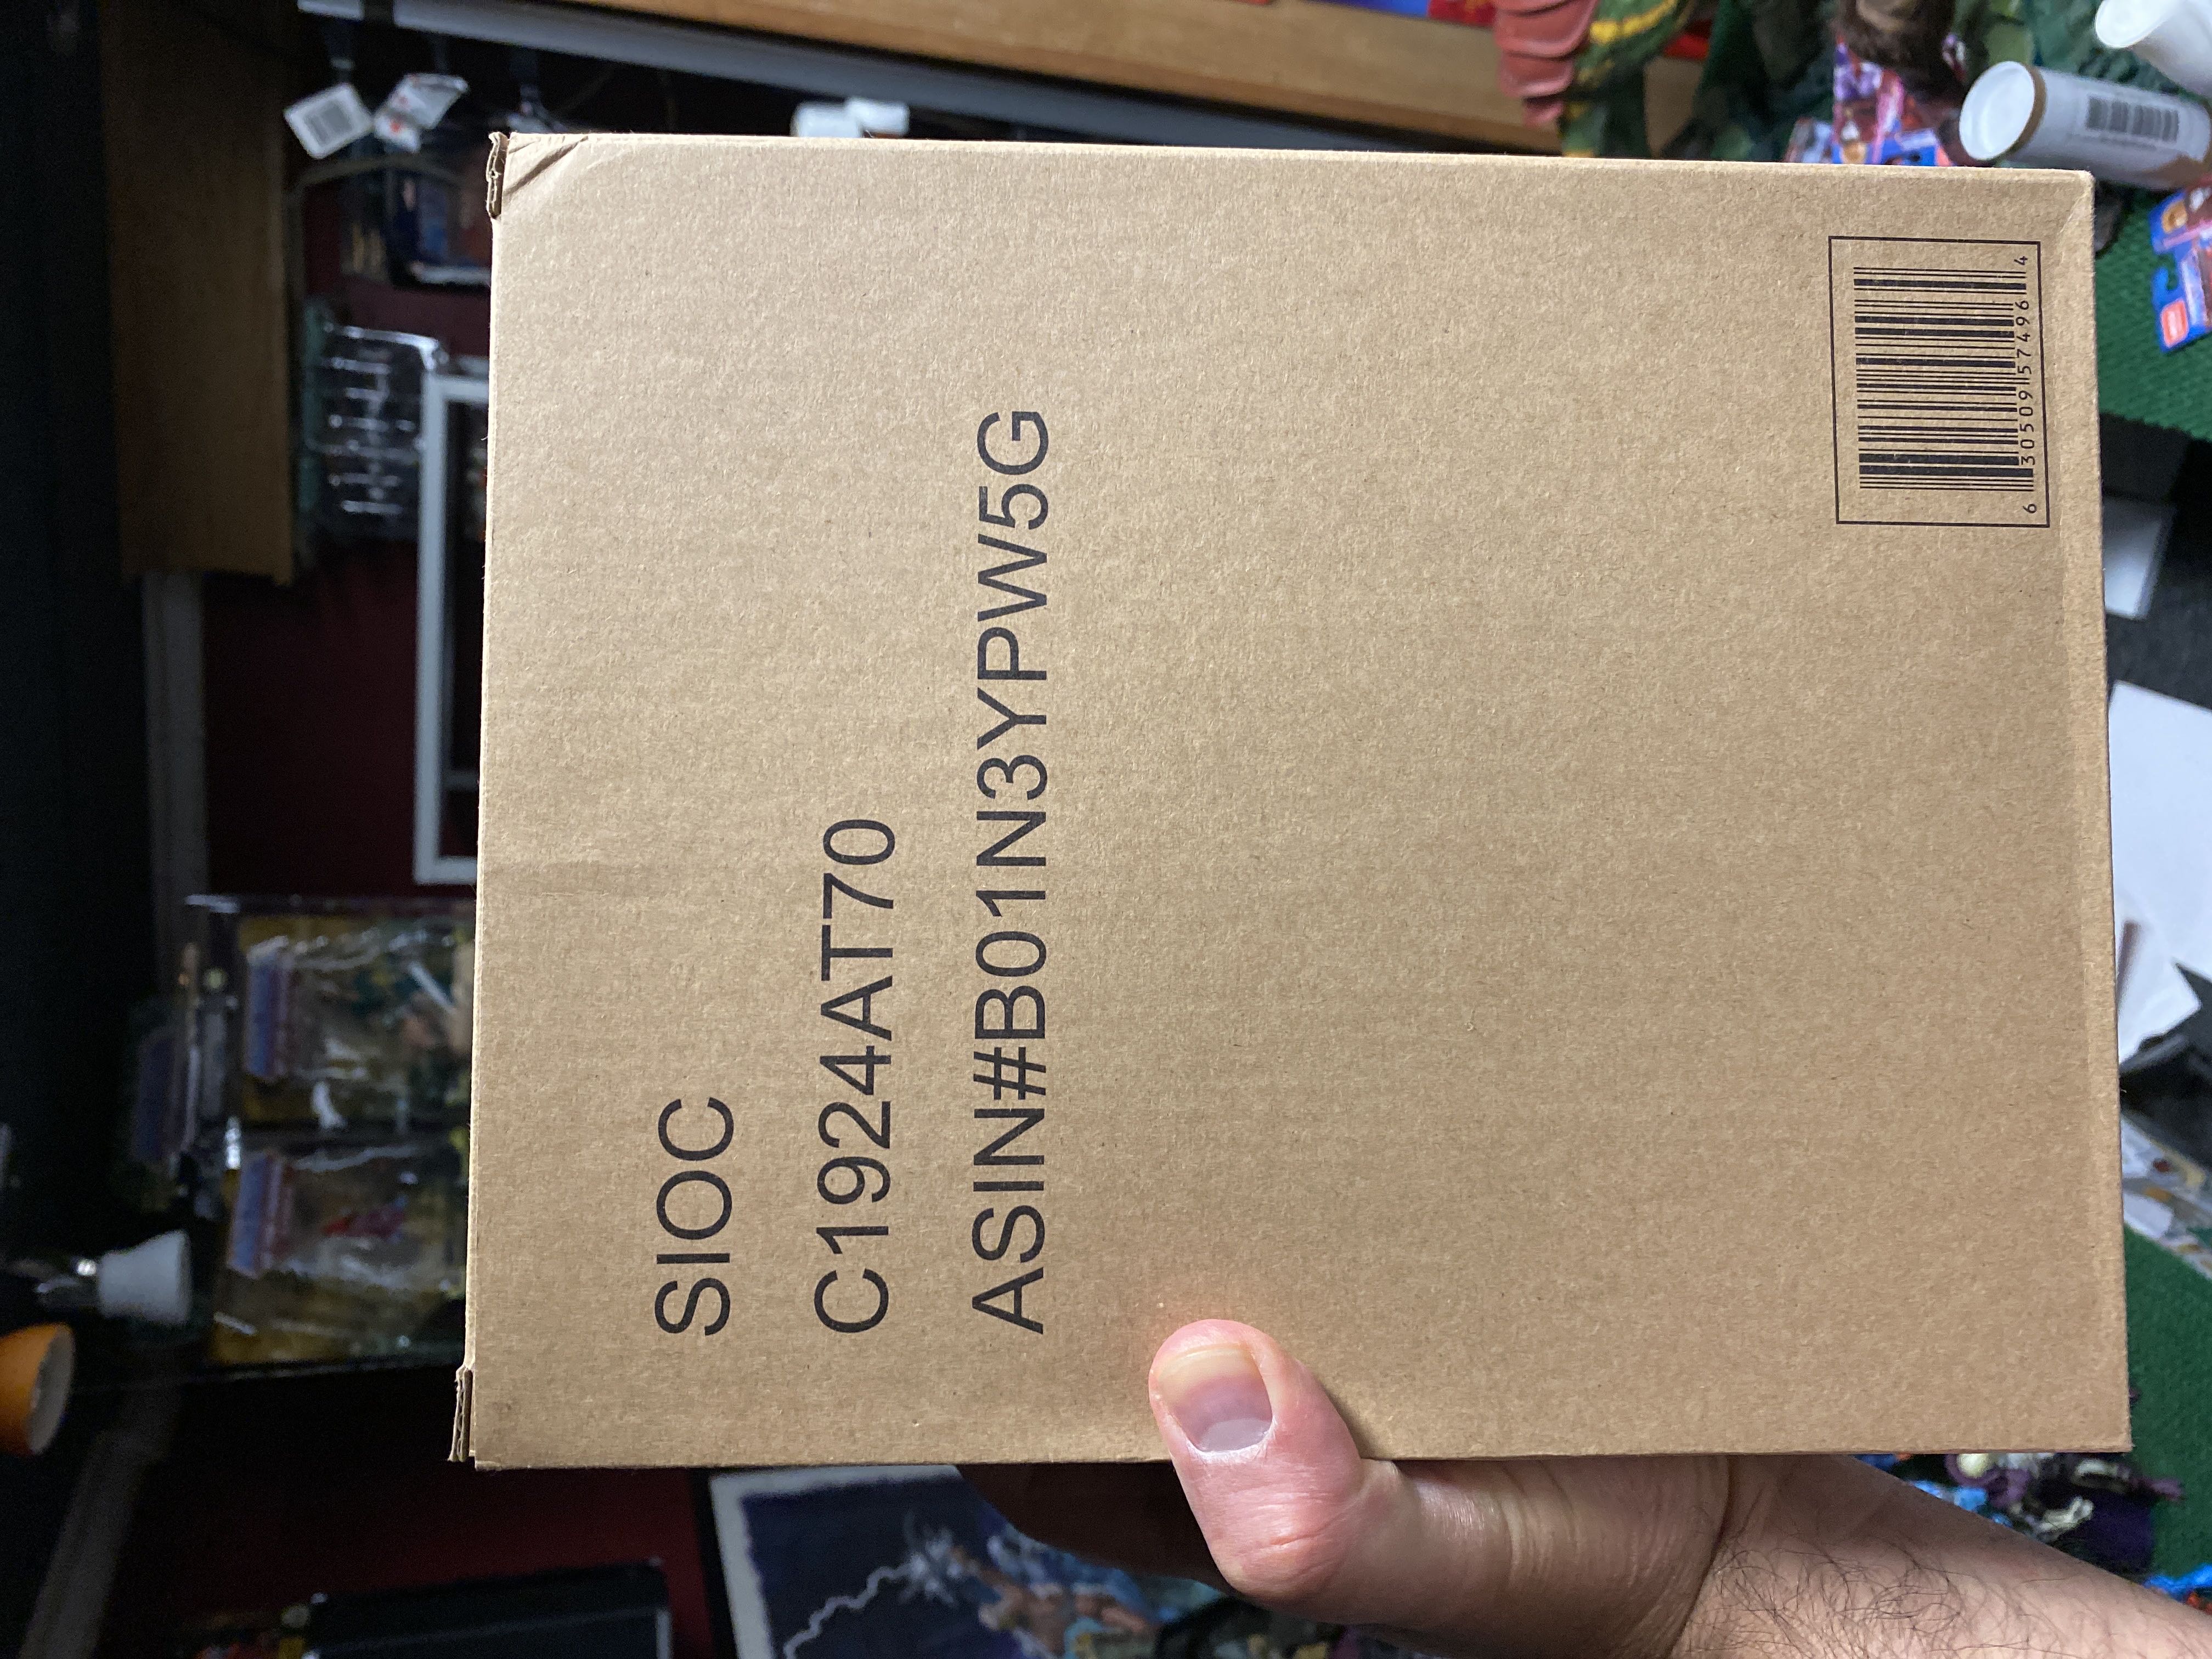 SIOC
C1924AT70
ASIN#B01N3YPW5G
6 30509 57496 4